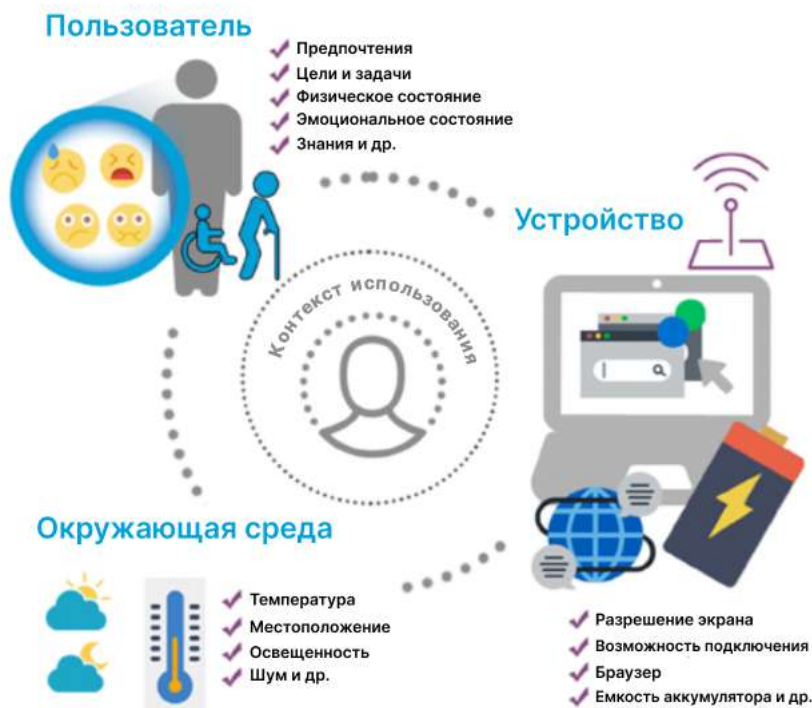 Пользователь
Предпочтения
Цели и задачи
Физическое состояние
Эмоциональное состояние
Знания и др.
Устройство
Контекст использования
Окружающая среда
Температура
Местоположение
Освещенность
Шум и др.
Разрешение экрана
Возможность подключения
Браузер
Емкость аккумулятора и др.